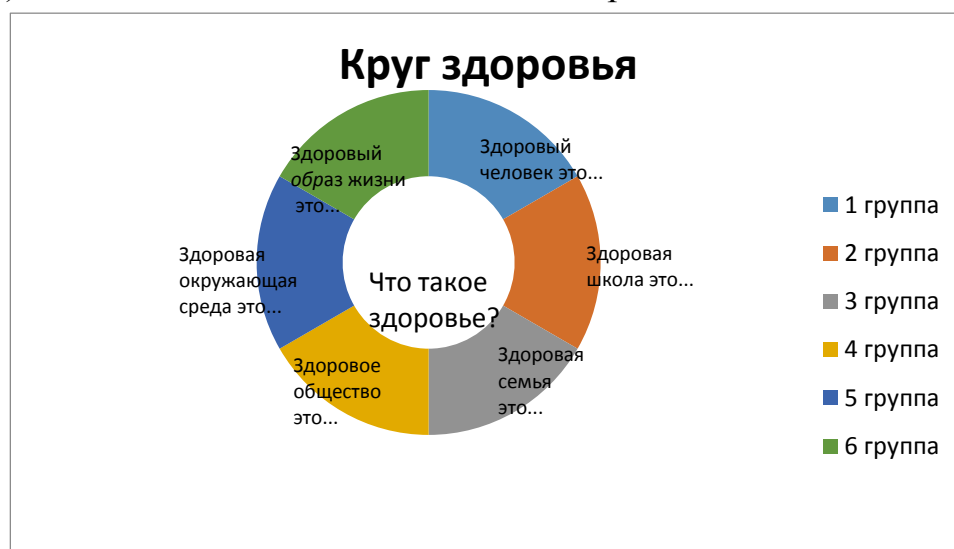 Круг здоровья
Здоровый
человек это...
Здоровый
образ жизни
это...
Здоровая
школа это...
Здоровая
окружающая
среда это...
Что такое
здоровье?
Здоровая
семья
это...
Здоровое
общество
это...
1 группа
2 группа
3 группа
4 группа
5 группа
6 группа